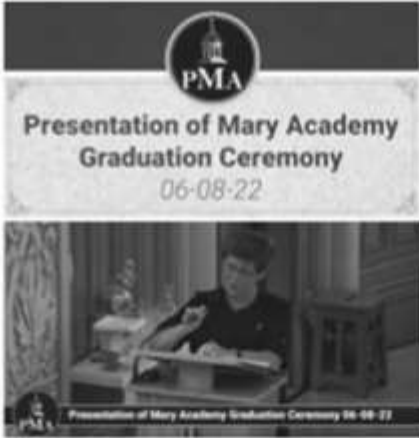 PMA
Presentation of Mary Academy
Graduation Ceremony
06-08-22
PMA
Presentation of Mary Academy Graduation Ceremony 06-08-22